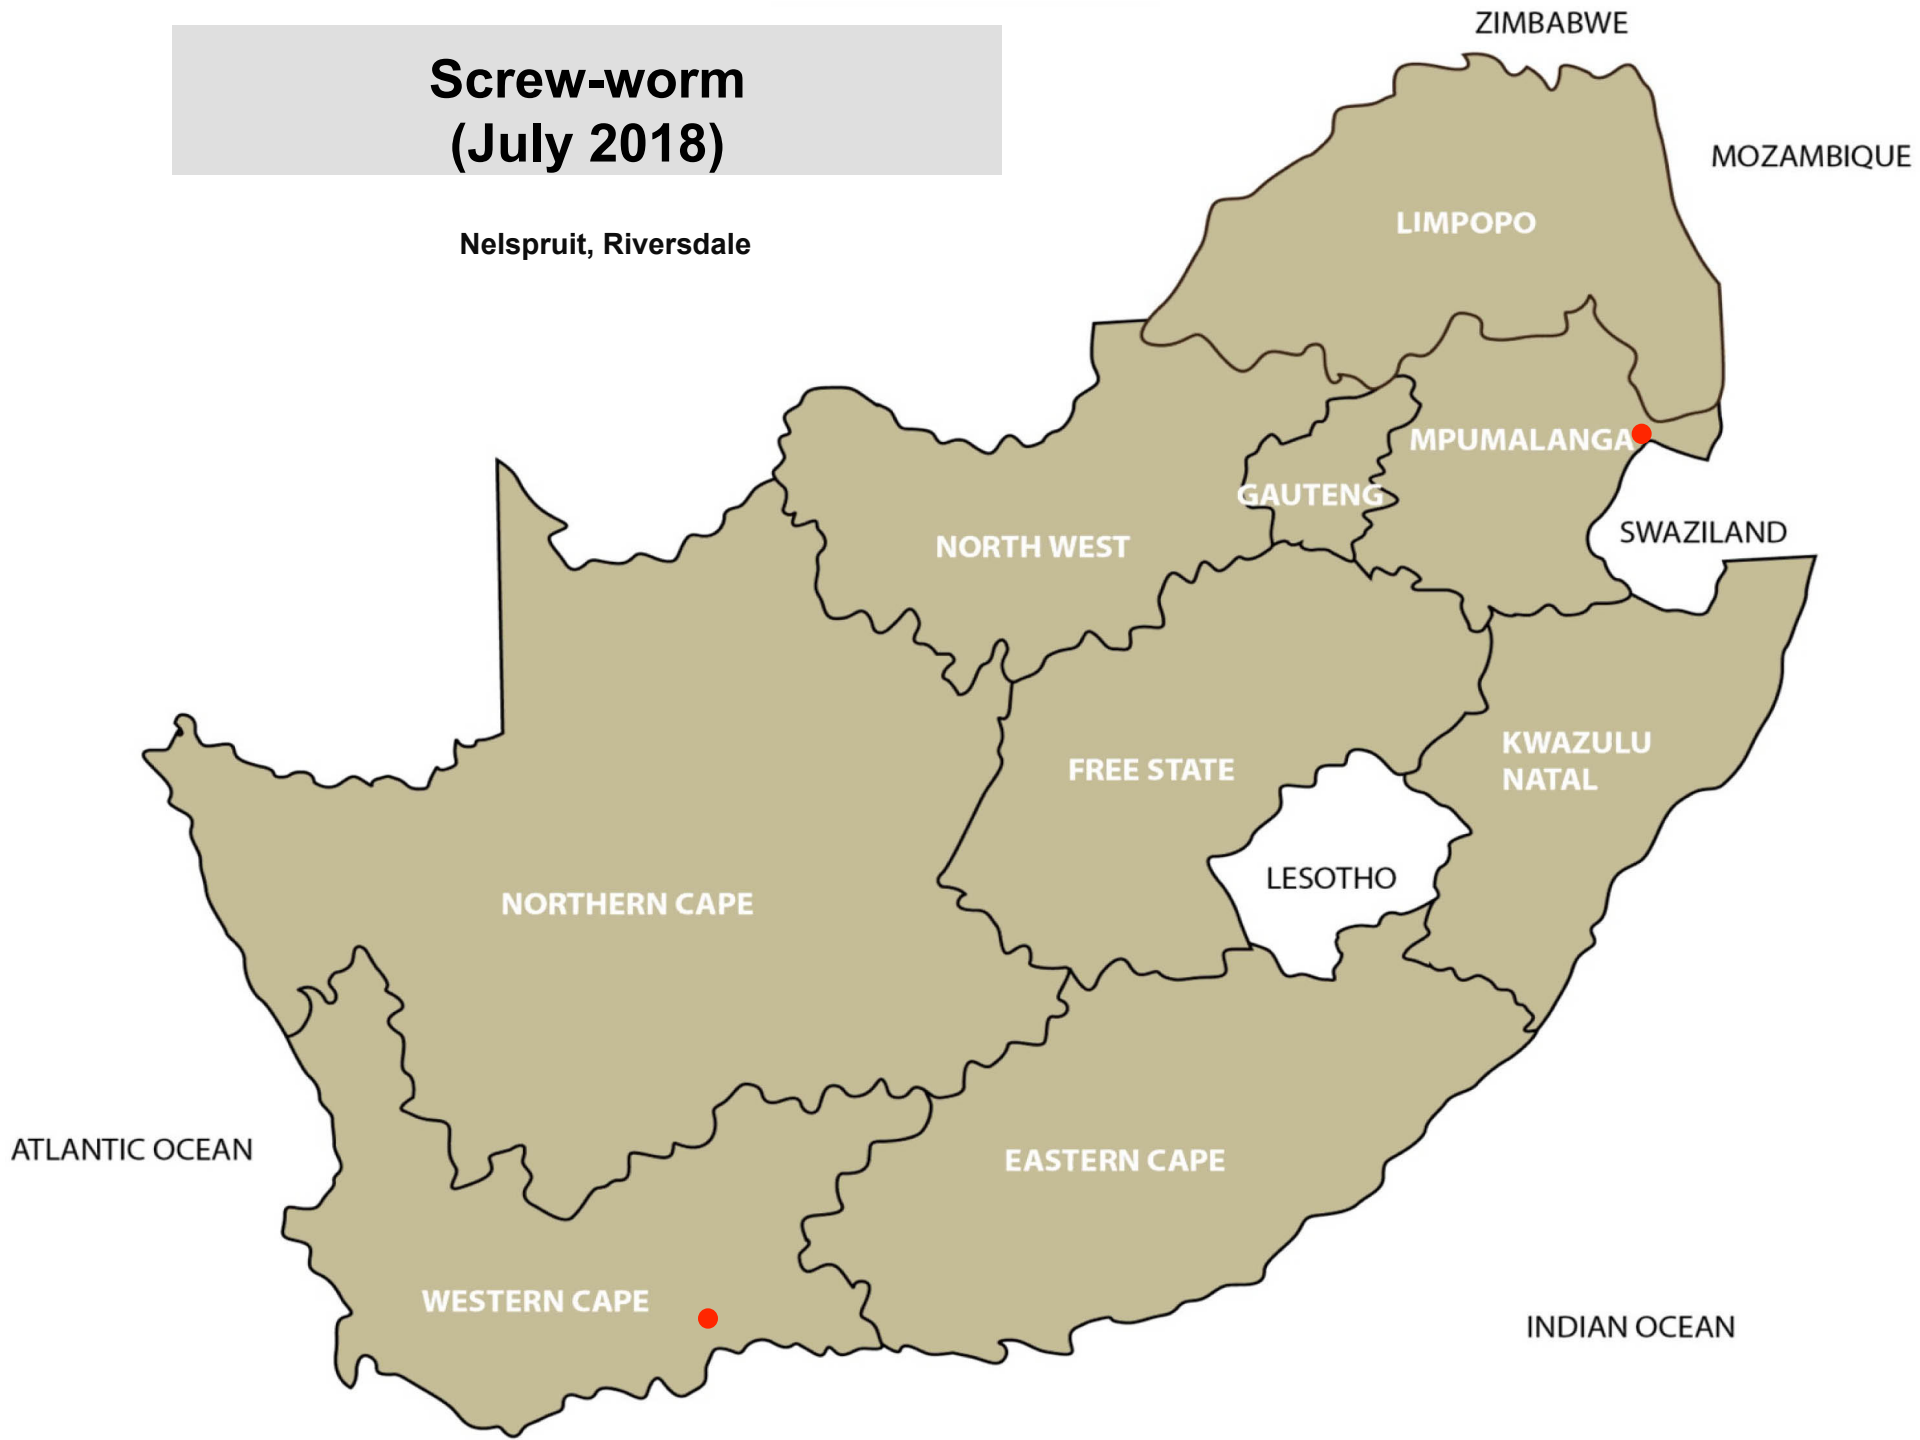 ZIMBABWE
Screw-worm
(July 2018)
MOZAMBIQUE
LIMPOPO
Nelspruit, Riversdale
MPUMALANGA
GAUTENG
SWAZILAND
NORTH WEST
KWAZULU
NATAL
FREE STATE
LESOTHO
NORTHERN CAPE
ATLANTIC OCEAN
EASTERN CAPE
WESTERN CAPE
INDIAN OCEAN